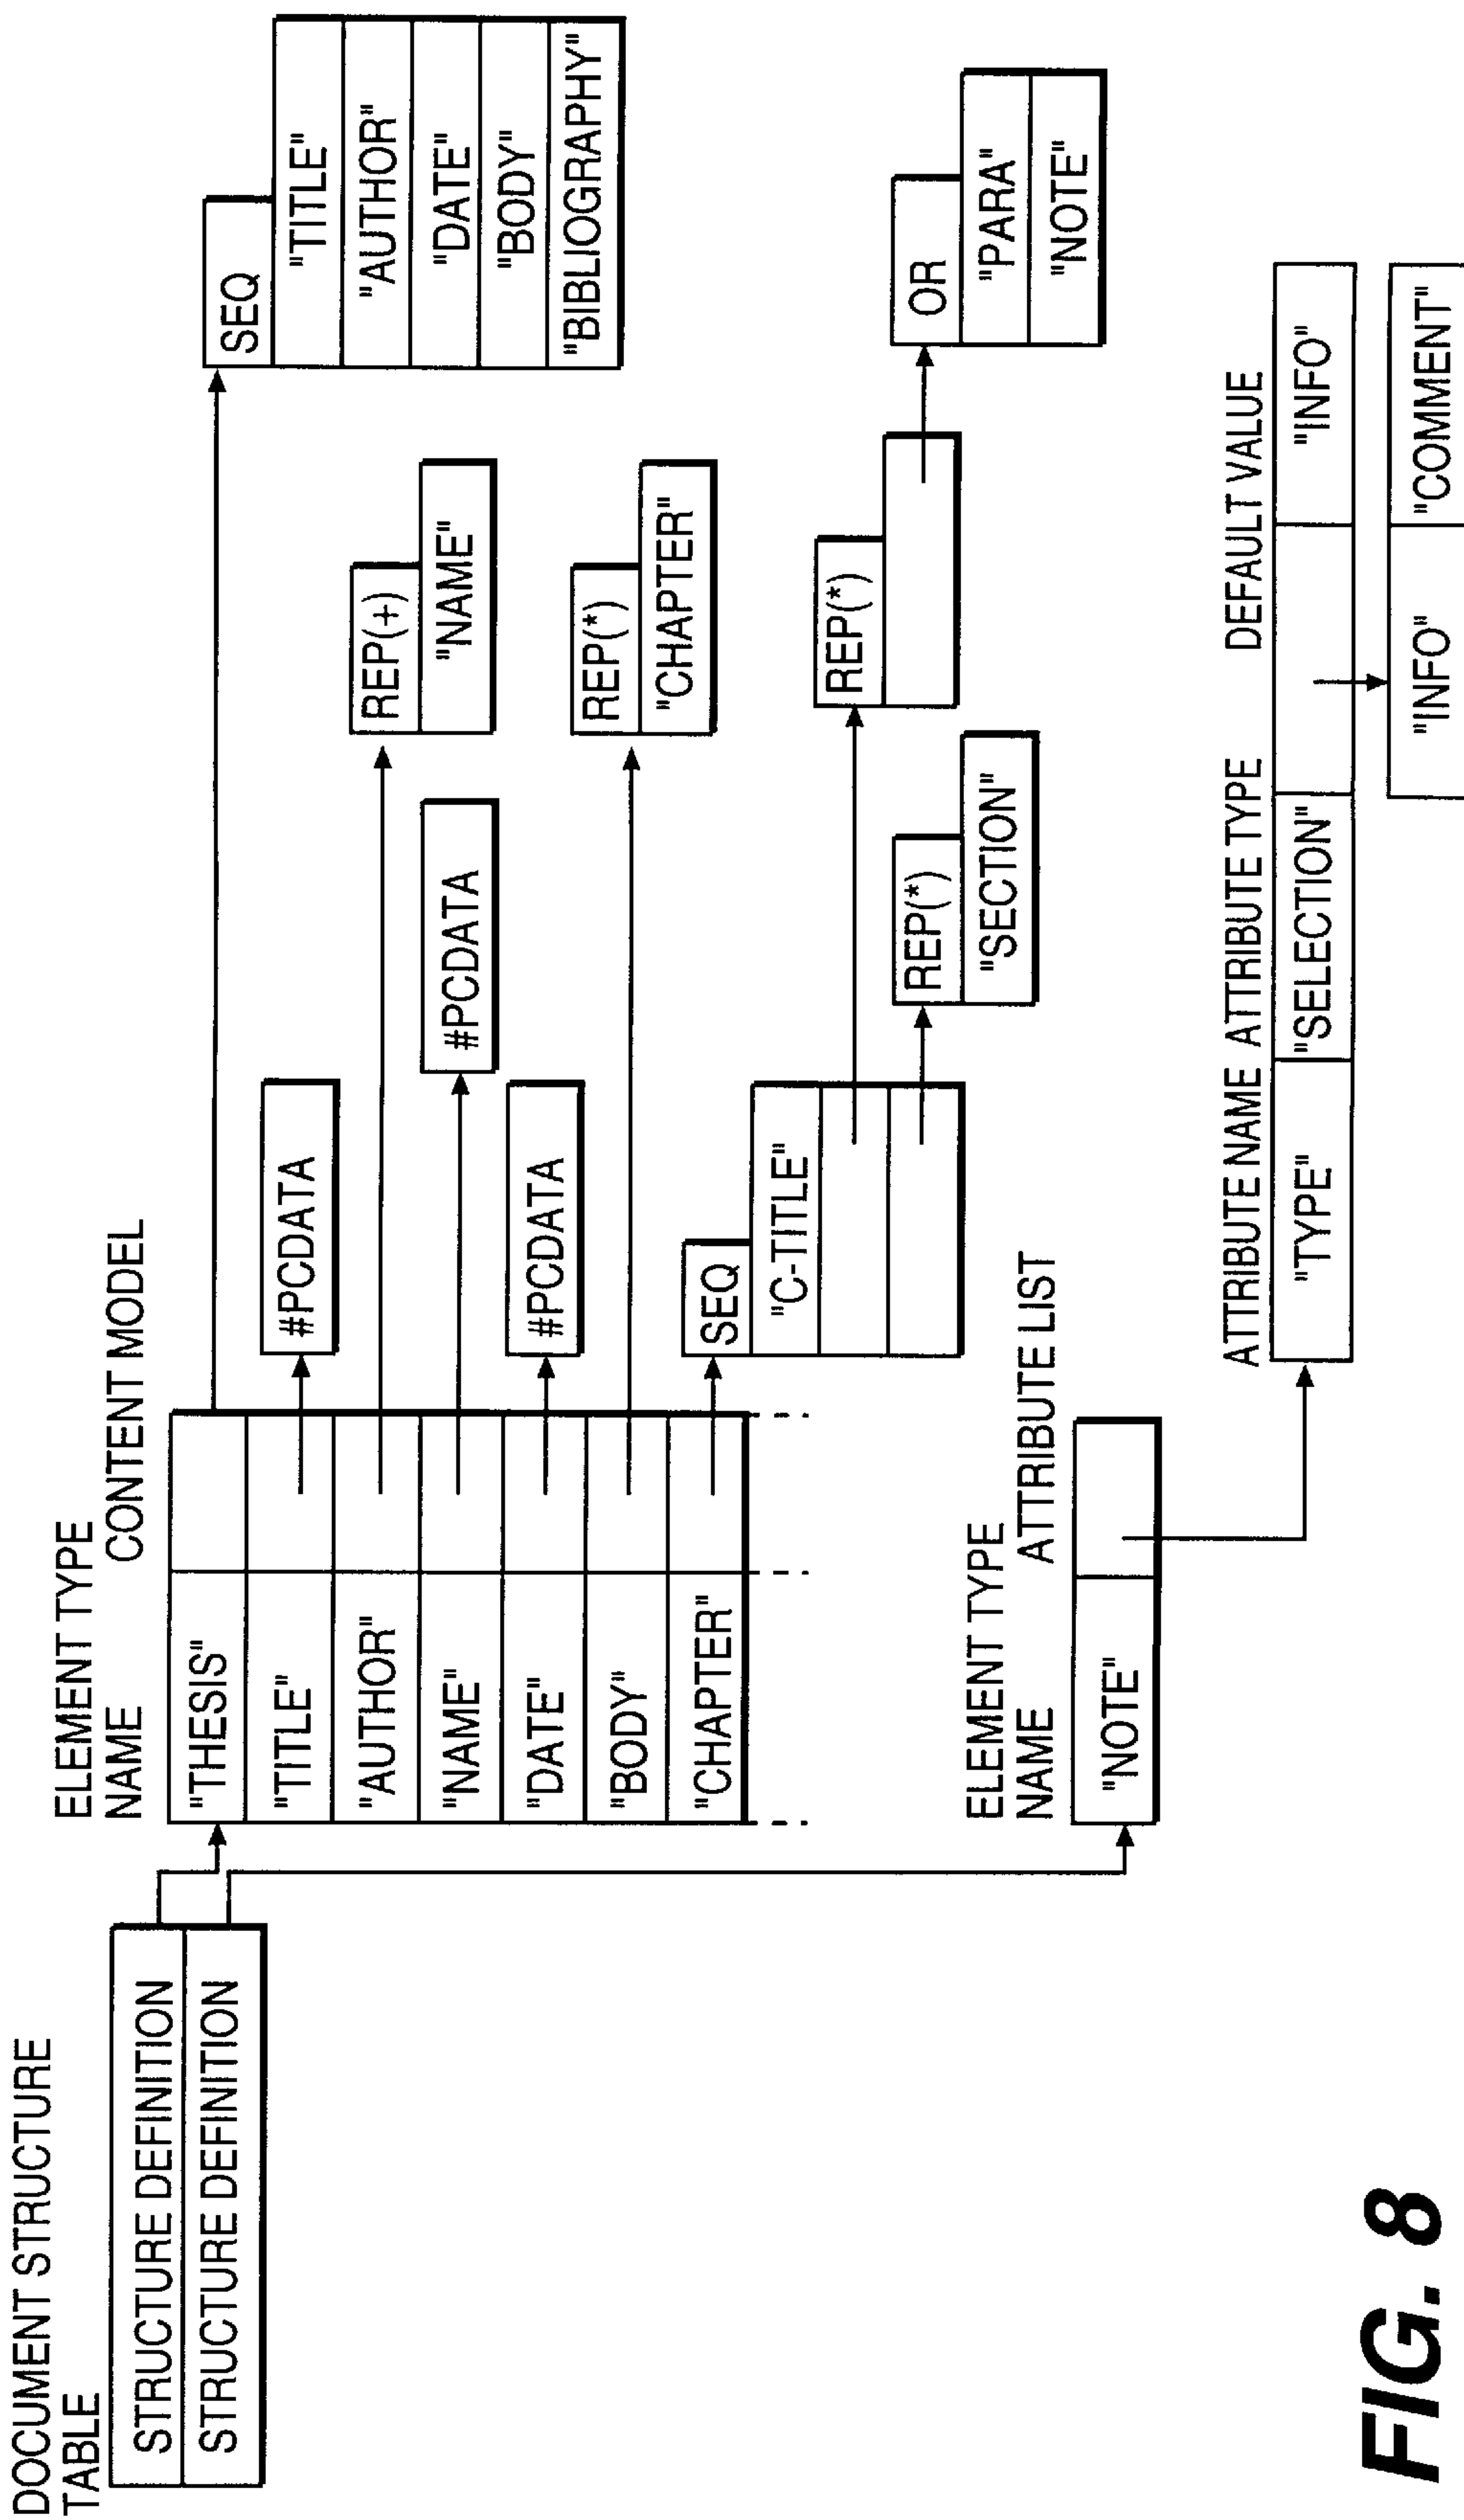 DOCUMENT STRUCTURE
TABLE
STRUCTURE DEFINITION
STRUCTURE DEFINITION
ELEMENT TYPE
NAME
CONTENT MODEL
"THESIS"
"TITLE"
"AUTHOR"
"NAME"
"DATE"
"BODY"
"CHAPTER"
SEQ
"TITLE"
"AUTHOR"
"DATE"
"BODY"
"BIBLIOGRAPHY"
#PCDATA
REP(+)
"NAME"
#PCDATA
#PCDATA
REP(*)
"CHAPTER"
SEQ
"C-TITLE"
REP(*)
OR
"PARA"
"NOTE"
REP(*)
"SECTION"
ELEMENT TYPE
NAME
ATTRIBUTE LIST
"NOTE"
ATTRIBUTE NAME ATTRIBUTE TYPE DEFAULT VALUE
"TYPE" "SELECTION" "INFO"
"INFO" "COMMENT"
FIG. 8